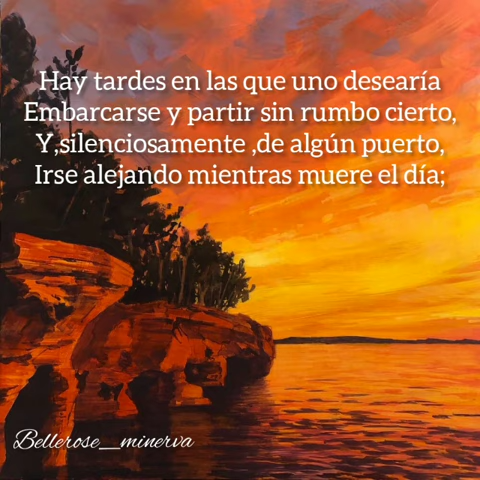 Hay tardes en las que uno desearía
Embarcarse y partir sin rumbo cierto,
Y,silenciosamente ,de algún puerto,
Irse alejando mientras muere el día;
Bellerose__minerva